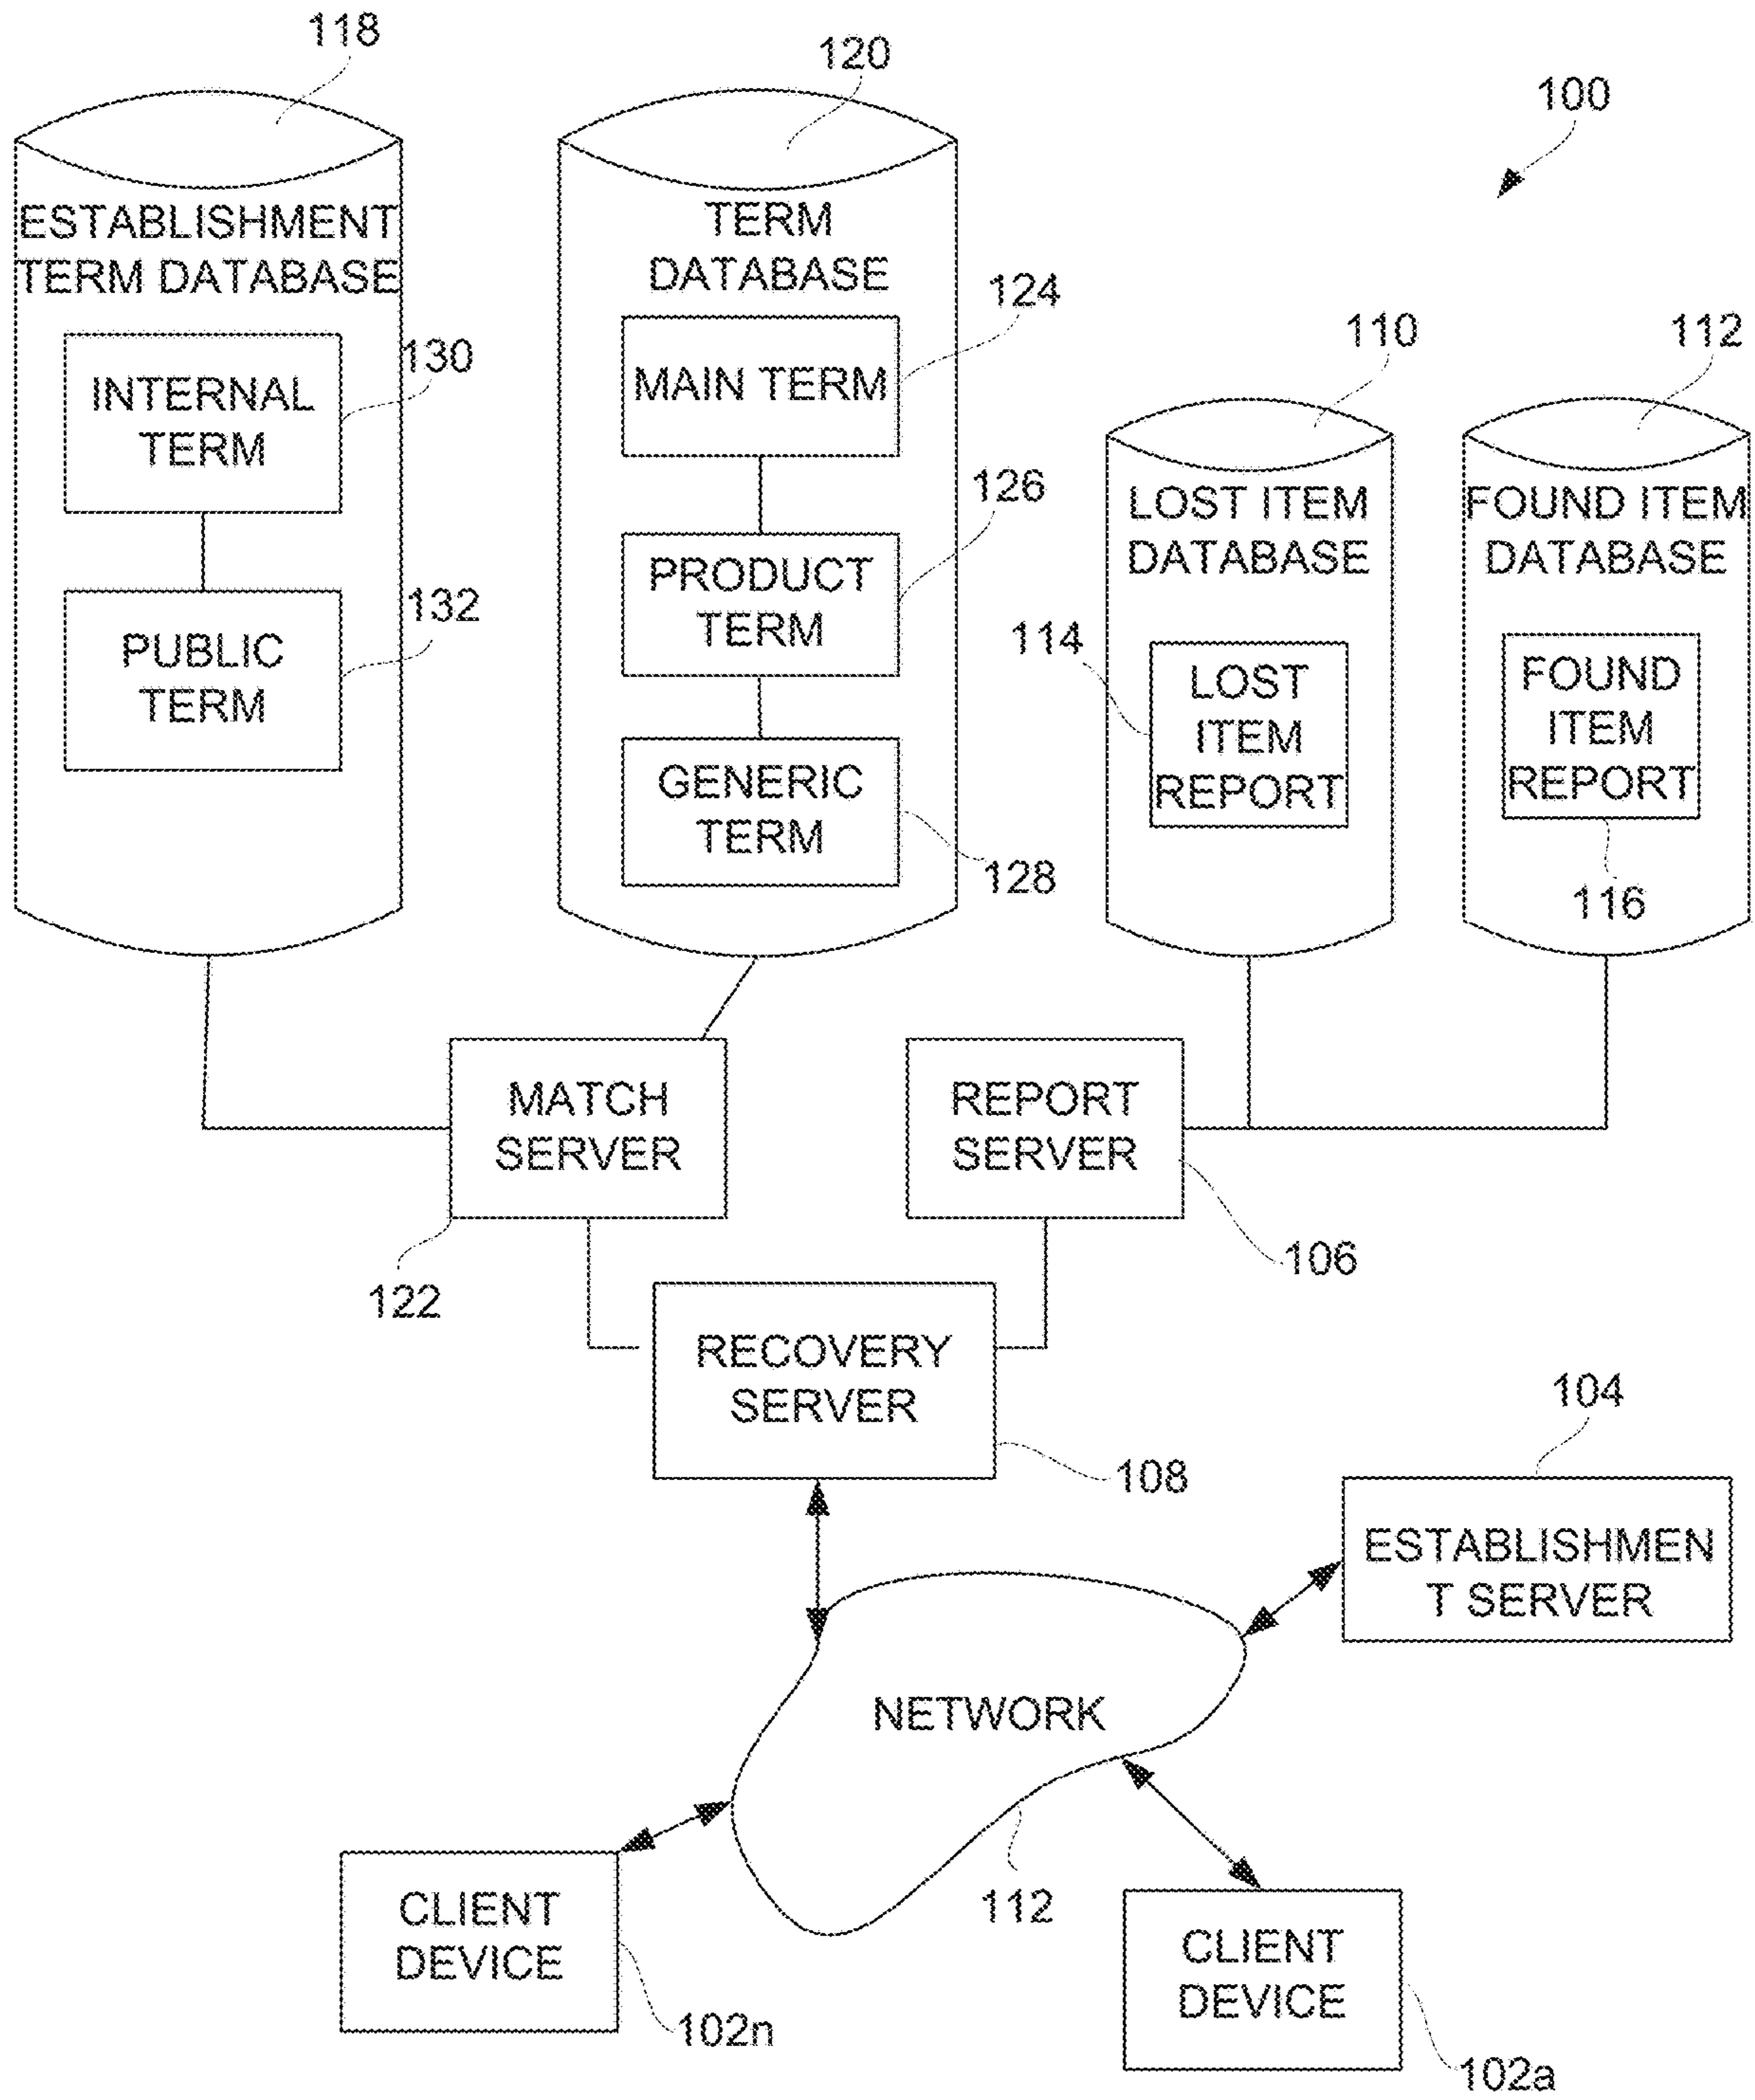 118
120
100
ESTABLISHMENT
TERM DATABASE
TERM
DATABASE
124
110
112
INTERNAL
TERM
130
MAIN TERM
126
LOST ITEM
DATABASE
FOUND ITEM
DATABASE
PUBLIC
TERM
132
PRODUCT
TERM
114
LOST
ITEM
REPORT
FOUND
ITEM
REPORT
GENERIC
TERM
128
116
MATCH
SERVER
REPORT
SERVER
122
106
RECOVERY
SERVER
108
104
ESTABLISHMEN
T SERVER
NETWORK
112
CLIENT
DEVICE
102n
CLIENT
DEVICE
102a